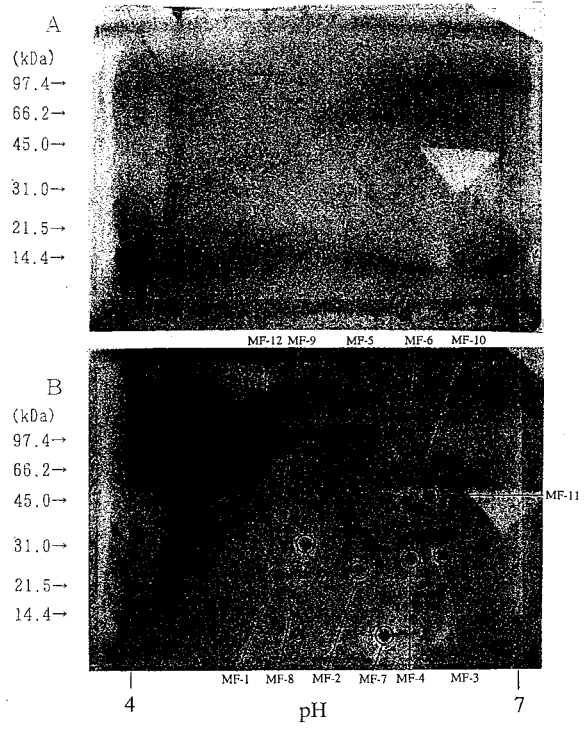 A
(kDa)
97.4→
66.2→
45.0→
31.0→
21.5→
14.4→
MF-12 MF-9 MF-5 MF-6 MF-10
B
(kDa)
97.4→
66.2→
45.0→
MF-11
31.0→
21.5→
14.4→
MF-1 MF-8 MF-2 MF-7 MF-4 MF-3
4 7
pH